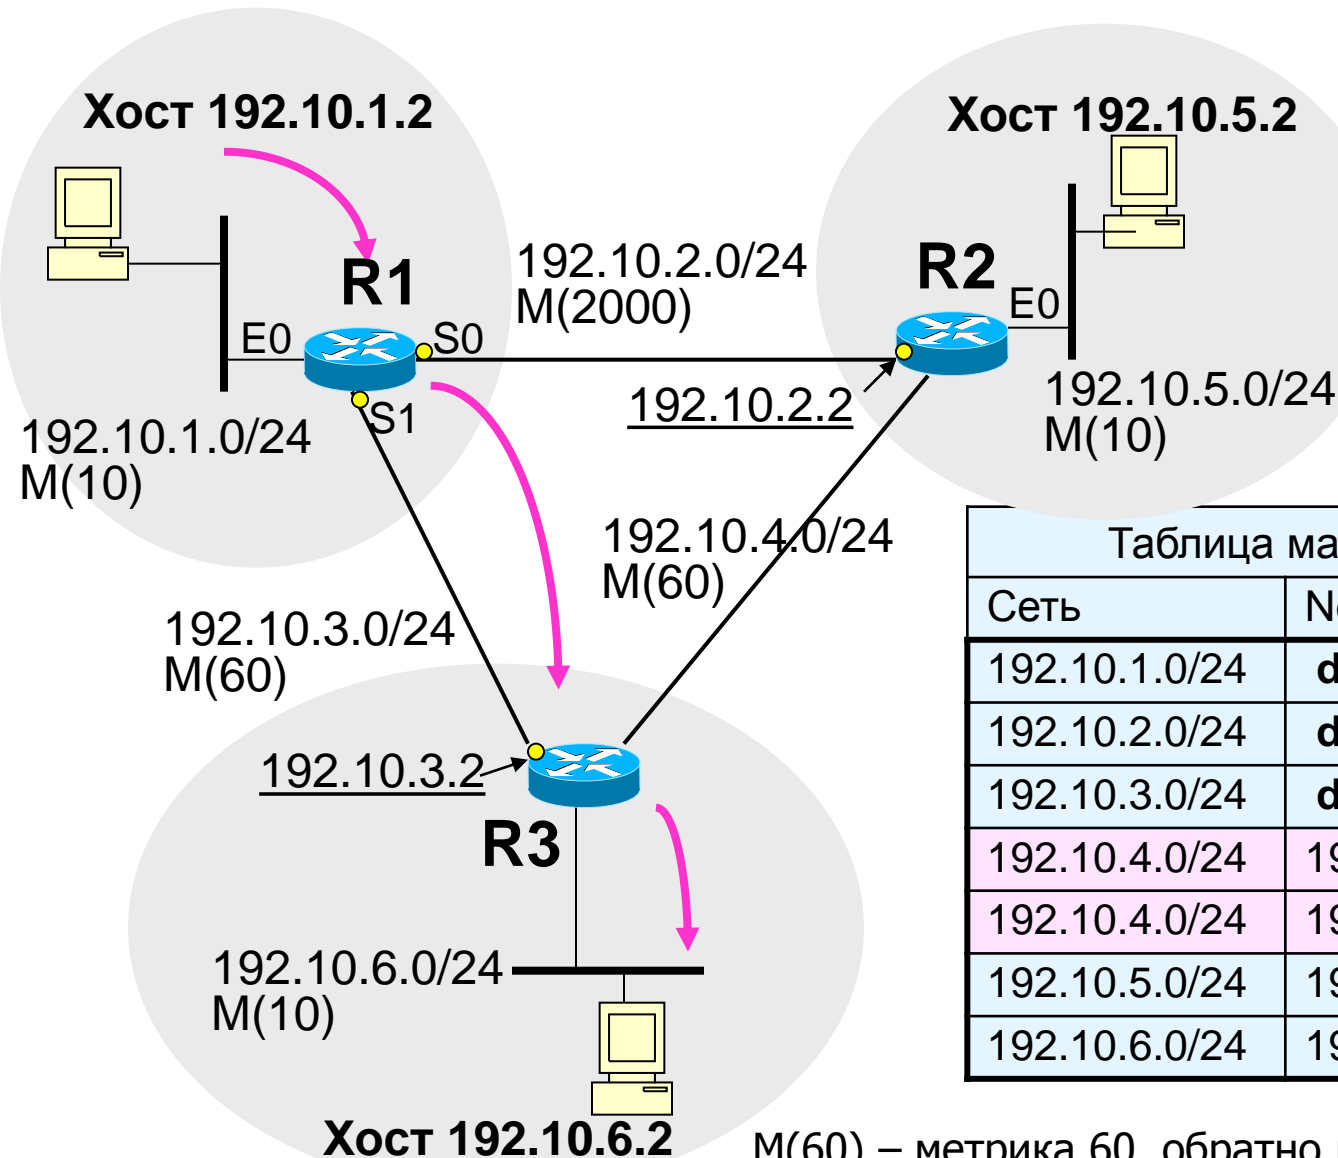 Хост 192.10.1.2
Хост 192.10.5.2
R1
192.10.2.0/24
M(2000)
R2
E0
E0
S0
192.10.2.2
192.10.5.0/24
M(10)
S1
192.10.1.0/24
M(10)
192.10.4.0/24
M(60)
192.10.3.0/24
M(60)
192.10.3.2
R3
192.10.6.0/24
M(10)
Хост 192.10.6.2
Таблица
Сеть
192.10.1.0/24
192.10.2.0/24
192.10.3.0/24
192.10.4.0/24
192.10.4.0/24
192.10.5.0/24
192.10.6.0/24
M(60) – метрика 60 обратно